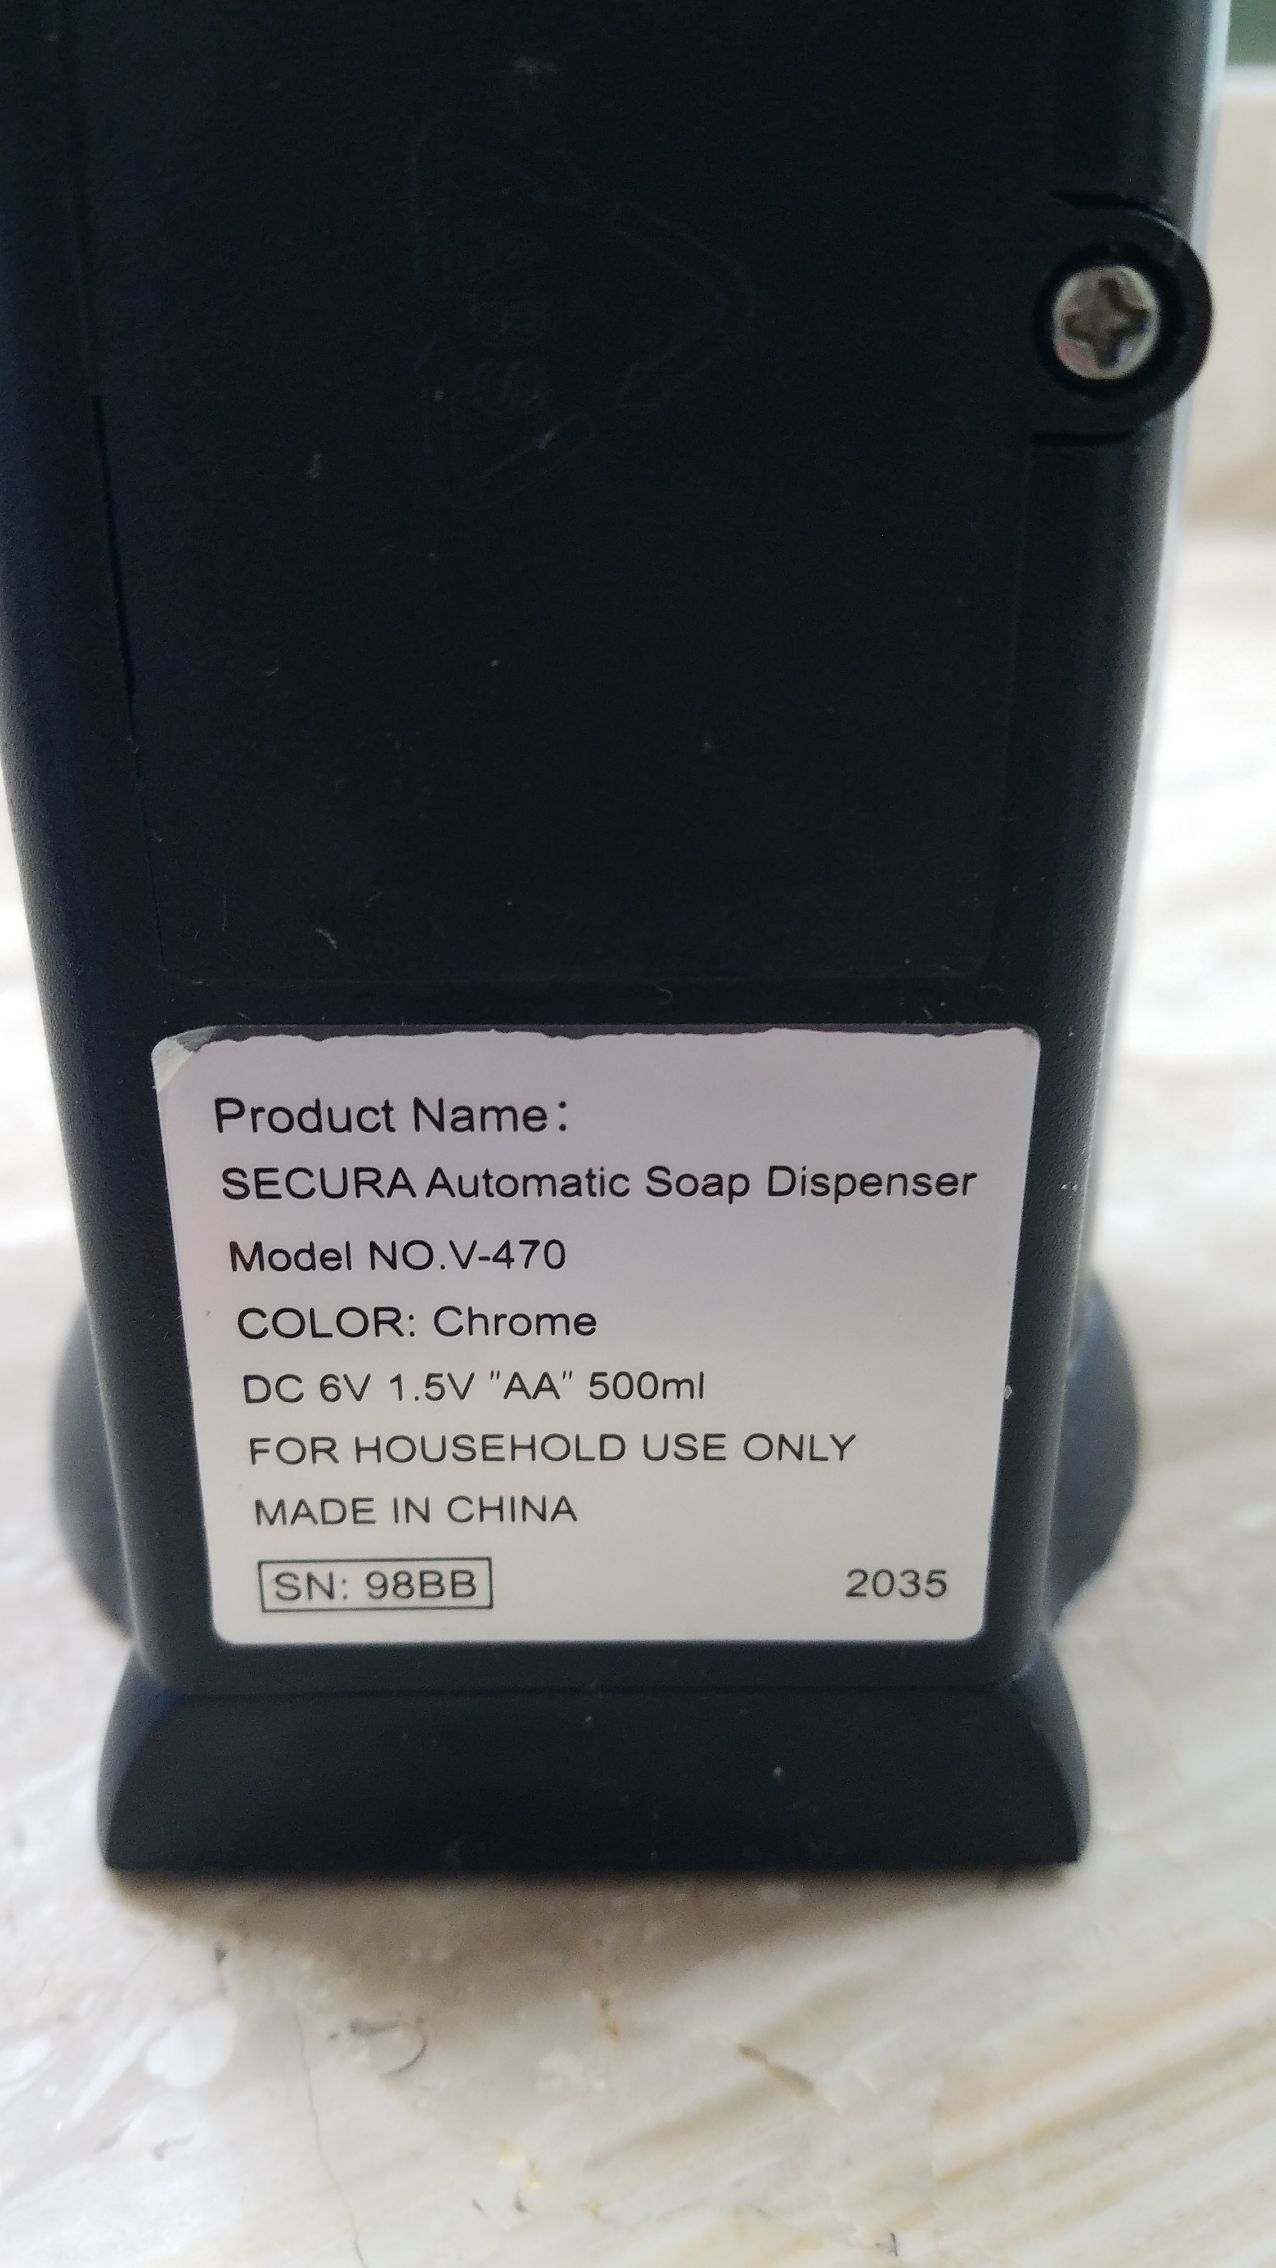 Product Name:
SECURA Automatic Soap Dispenser
Model NO.V-470
COLOR: Chrome
DC 6V 1.5V "AA" 500ml
FOR HOUSEHOLD USE ONLY
MADE IN CHINA
SN: 98BB 2035